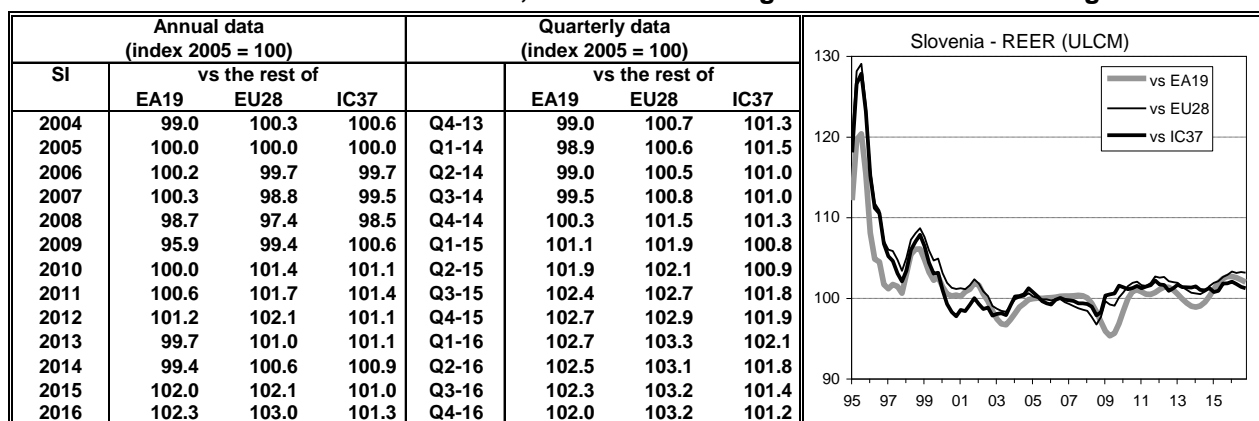 Annual data Quarterly data
(index 2005 = 100) (index 2005 = 100)
SI vs the rest of vs the rest of
EA19 EU28 IC37 EA19 EU28 IC37
2004 99.0 100.3 100.6 Q4-13 99.0 100.7 101.3
2005 100.0 100.0 100.0 Q1-14 98.9 100.6 101.5
2006 100.2 99.7 99.7 Q2-14 99.0 100.5 101.0
2007 100.3 98.8 99.5 Q3-14 99.5 100.8 101.0
2008 98.7 97.4 98.5 Q4-14 100.3 101.5 101.3
2009 95.9 99.4 100.6 Q1-15 101.1 101.9 100.8
2010 100.0 101.4 101.1 Q2-15 101.9 102.1 100.9
2011 100.6 101.7 101.4 Q3-15 102.4 102.7 101.8
2012 101.2 102.1 101.1 Q4-15 102.7 102.9 101.9
2013 99.7 101.0 101.1 Q1-16 102.7 103.3 102.1
2014 99.4 100.6 100.9 Q2-16 102.5 103.1 101.8
2015 102.0 102.1 101.0 Q3-16 102.3 103.2 101.4
2016 102.3 103.0 101.3 Q4-16 102.0 103.2 101.2
Slovenia - REER (ULCM)
130
120
110
100
90
vs EA19
vs EU28
vs IC37
95 97 99 01 03 05 07 09 11 13 15